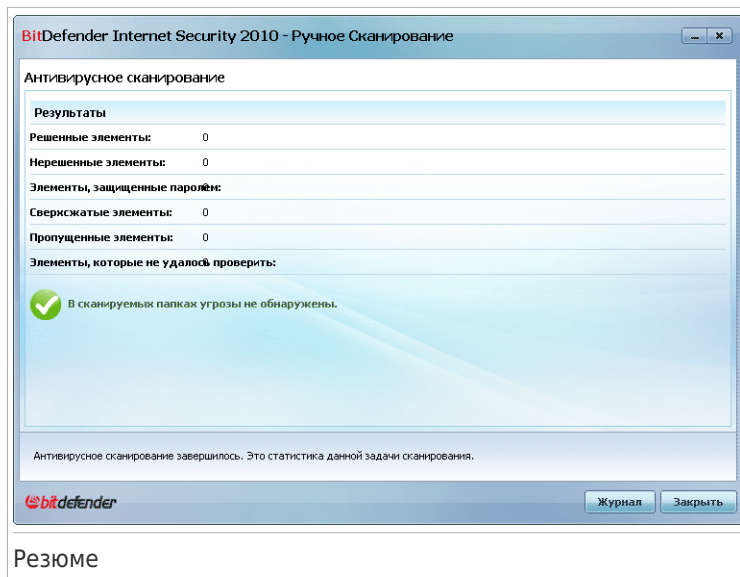 BitDefender Internet Security 2010 - Ручное Сканирование
Антивирусное сканирование
Результаты
Решенные элементы: 0
Нерешенные элементы: 0
Элементы, защищенные паролем: 0
Сверхсжатые элементы: 0
Пропущенные элементы: 0
Элементы, которые не удалось проверить: 0
В сканируемых папках угрозы не обнаружены.
Антивирусное сканирование завершилось. Это статистика данной задачи сканирования.
bitdefender
Журнал Закрыть
Резюме